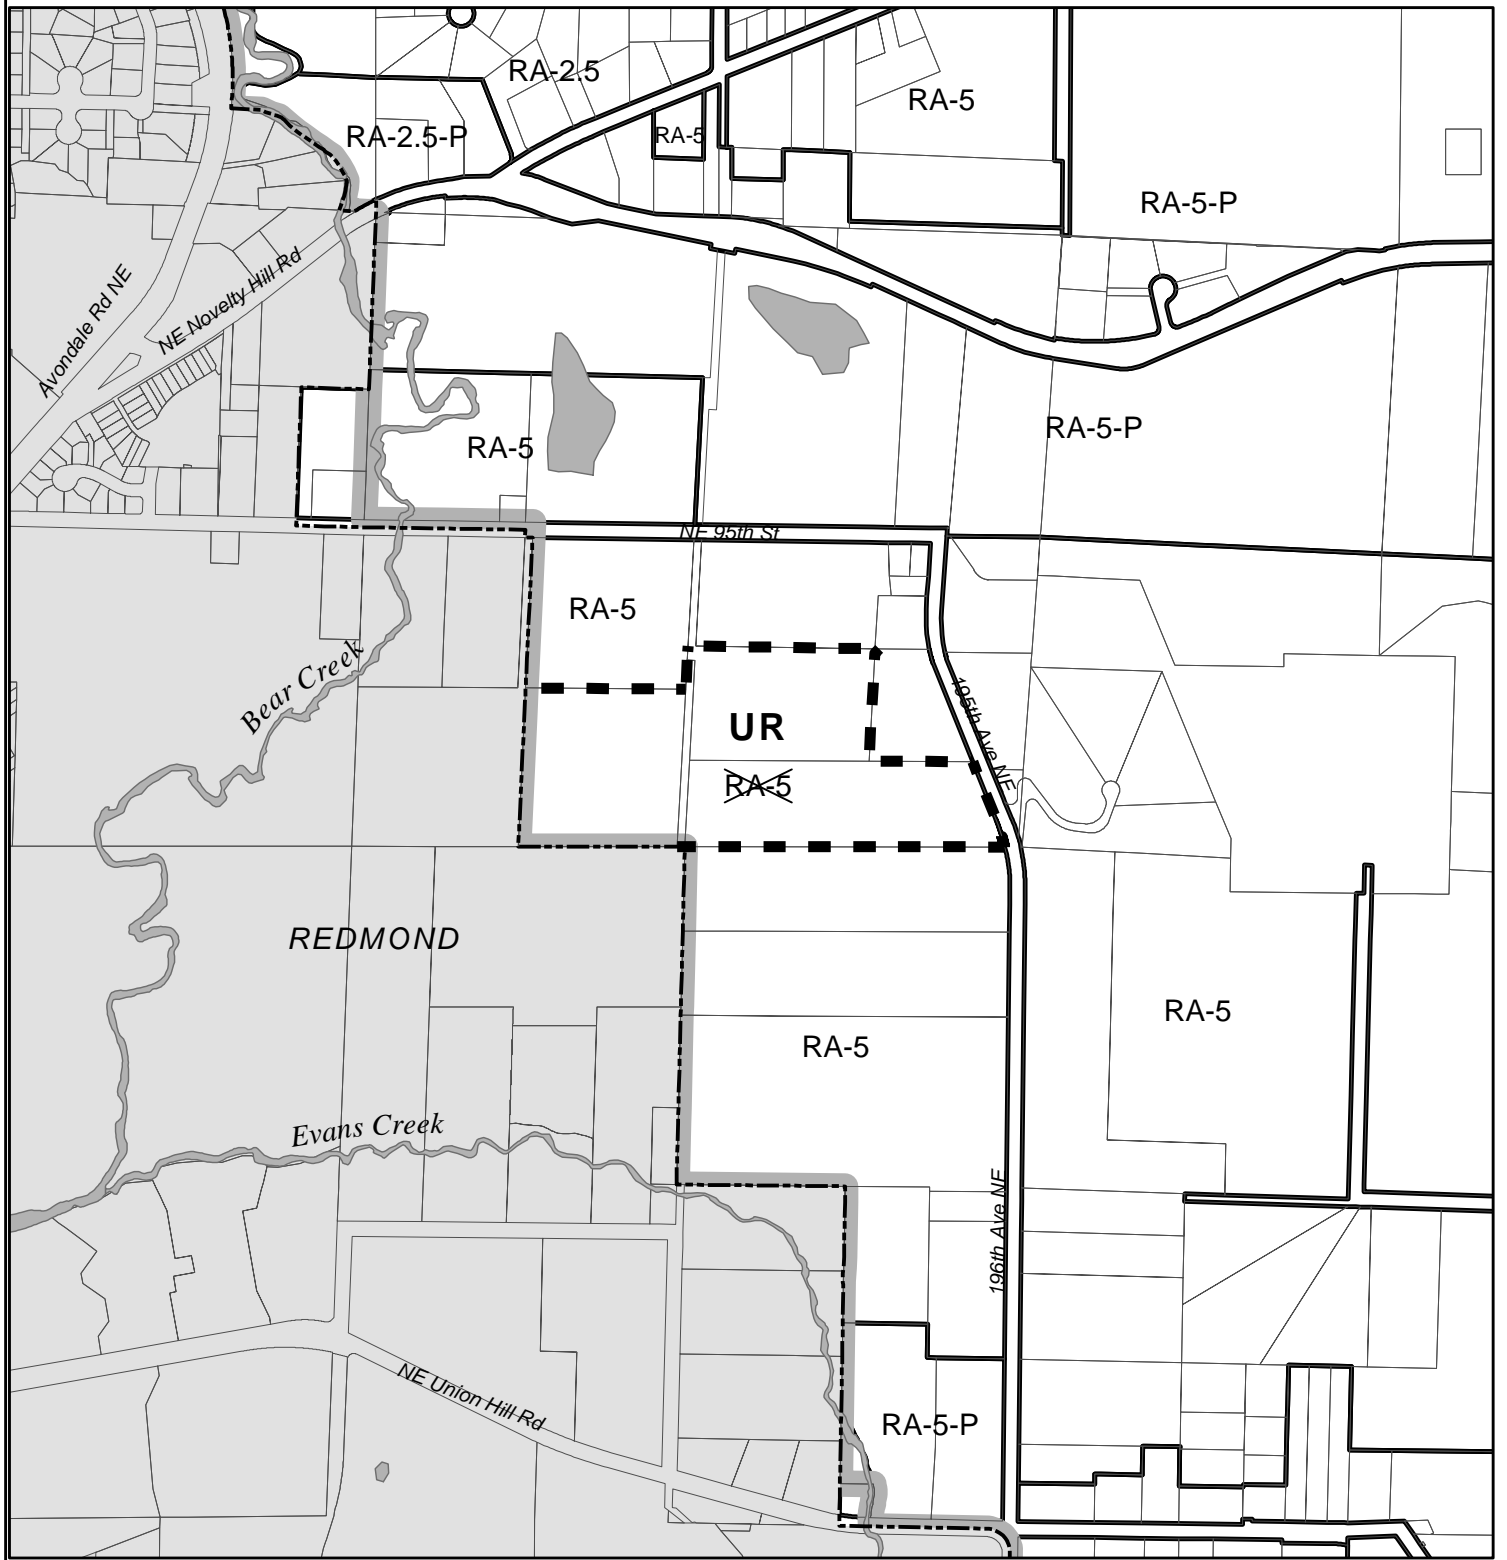 RA-2.5
RA-5
RA-2.5-P
RA-5
RA-5-P
NE Novelty Hill Rd
Avondale Rd NE
RA-5-P
RA-5
NE 95th St
RA-5
Bear Creek
195th Ave NE
UR
RA-5
REDMOND
RA-5
RA-5
Evans Creek
196th Ave NE
NE Union Hill Rd
RA-5-P